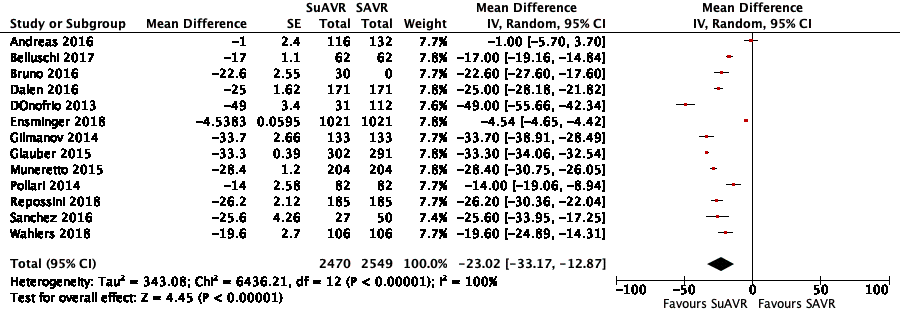 SuAVR SAVR Mean Difference Mean Difference
Study or Subgroup Mean Difference SE Total Total Weight IV, Random, 95% CI IV, Random, 95% CI
Andreas 2016 −1 2.4 116 132 7.7% −1.00 [−5.70, 3.70]
Belluschi 2017 −17 1.1 62 62 7.8% −17.00 [−19.16, −14.84]
Bruno 2016 −22.6 2.55 30 0 7.7% −22.60 [−27.60, −17.60]
Dalen 2016 −25 1.62 171 171 7.8% −25.00 [−28.18, −21.82]
DOnofrio 2013 −49 3.4 31 112 7.6% −49.00 [−55.66, −42.34]
Ensminger 2018 −4.5383 0.0595 1021 1021 7.8% −4.54 [−4.65, −4.42]
Gilmanov 2014 −33.7 2.66 133 133 7.7% −33.70 [−38.91, −28.49]
Glauber 2015 −33.3 0.39 302 291 7.8% −33.30 [−34.06, −32.54]
Muneretto 2015 −28.4 1.2 204 204 7.8% −28.40 [−30.75, −26.05]
Pollari 2014 −14 2.58 82 82 7.7% −14.00 [−19.06, −8.94]
Repossini 2018 −26.2 2.12 185 185 7.7% −26.20 [−30.36, −22.04]
Sanchez 2016 −25.6 4.26 27 50 7.4% −25.60 [−33.95, −17.25]
Wahlers 2018 −19.6 2.7 106 106 7.7% −19.60 [−24.89, −14.31]
Total (95% CI) 2470 2549 100.0% −23.02 [−33.17, −12.87]
Heterogeneity: Tau² = 343.08; Chi² = 6436.21, df = 12 (P < 0.00001); I² = 100%
Test for overall effect: Z = 4.45 (P < 0.00001)
−100 −50 0 50 100
Favours SuAVR Favours SAVR